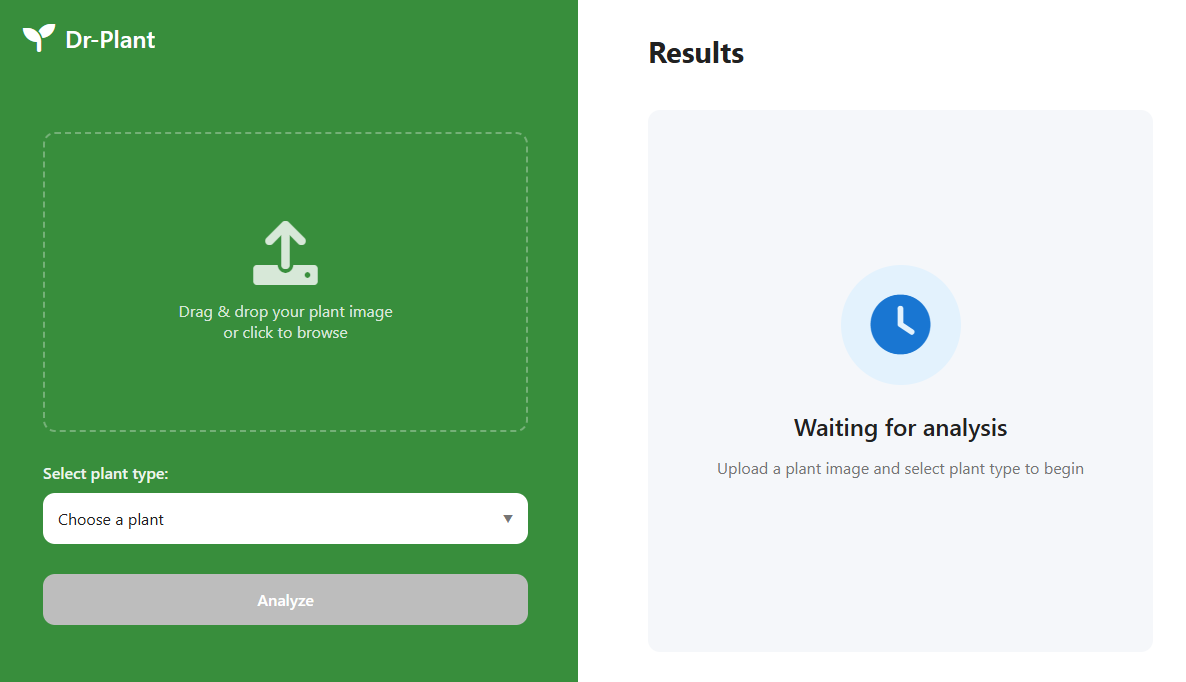 Dr-Plant
Drag & drop your plant image
or click to browse
Select plant type:
Choose a plant
Analyze
Results
Waiting for analysis
Upload a plant image and select plant type to begin